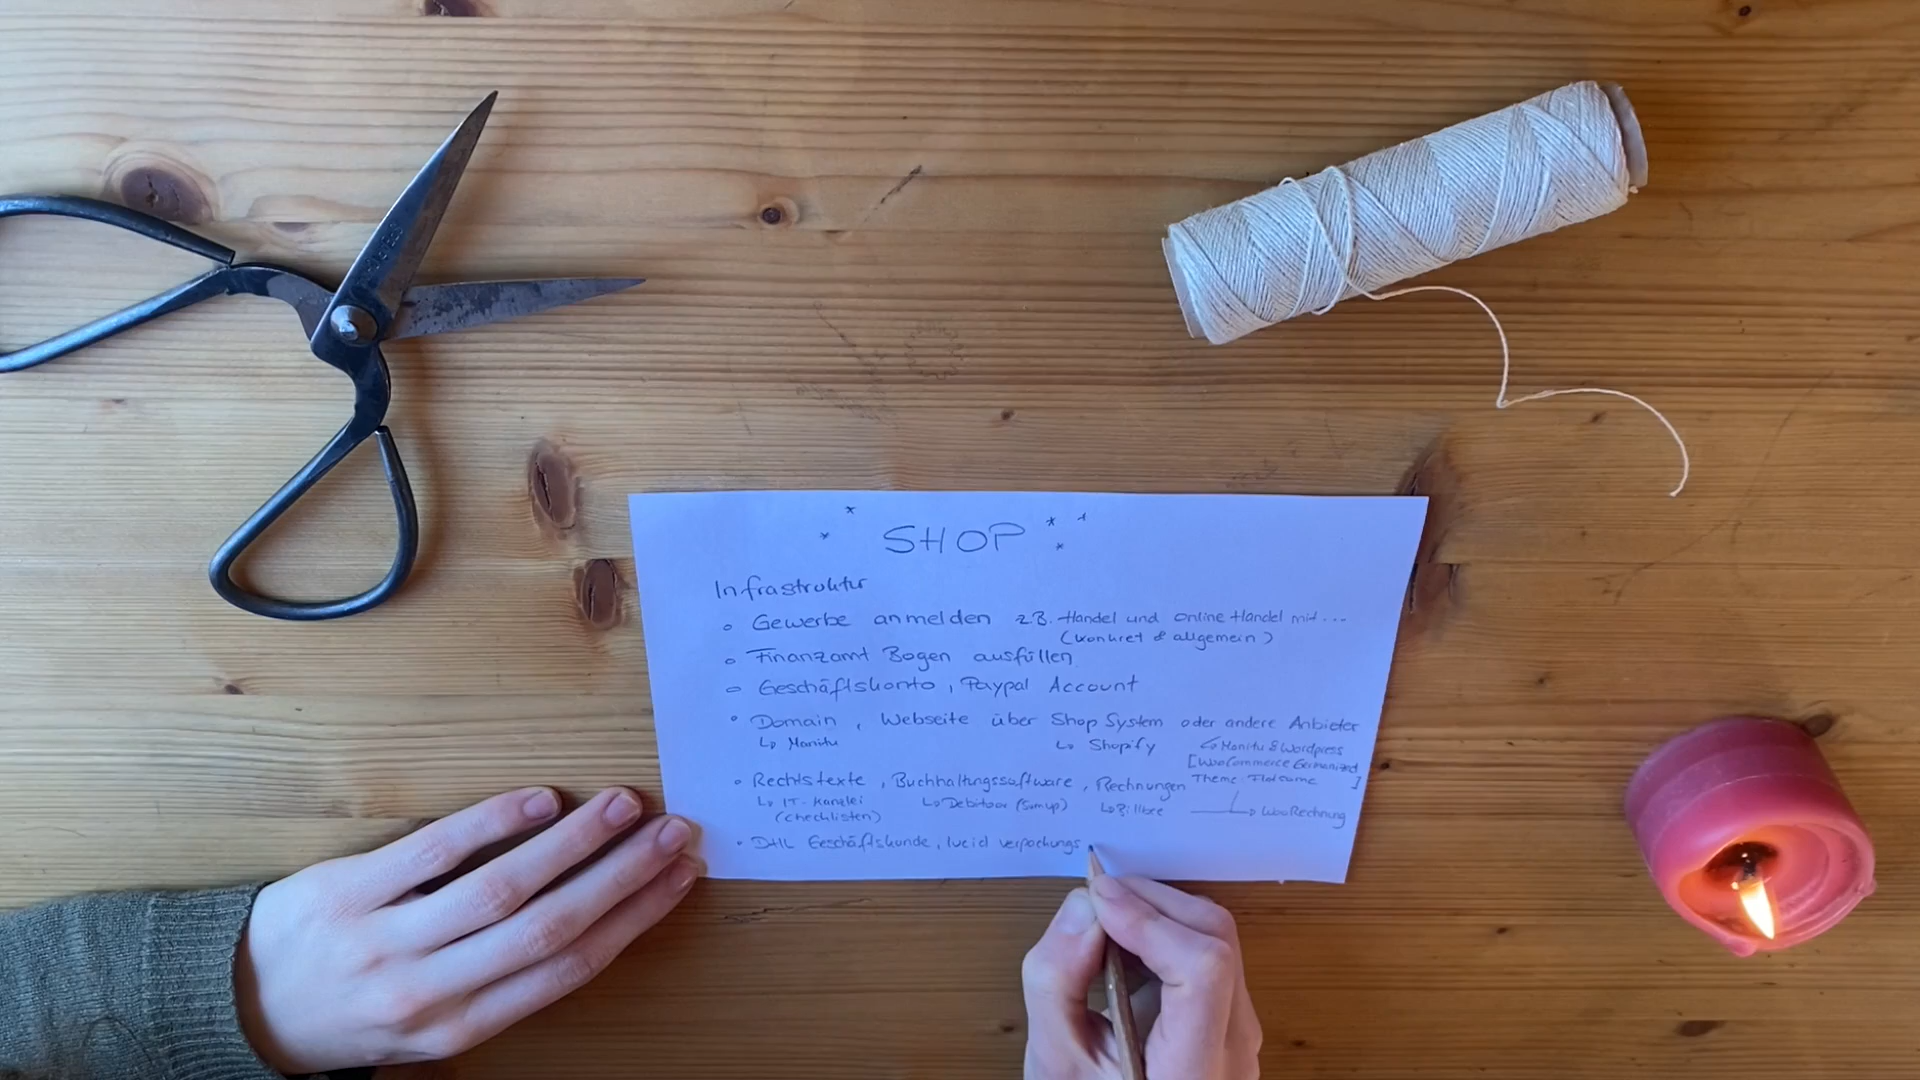 SHOP
Infrastruktur
Gewerbe anmelden z.B. Handel und online Handel mit...
(konkret & allgemein)
Finanzamt Bogen ausfüllen
Geschäftskonto, Paypal Account
Domain, Webseite über Shop System oder andere Anbieter
↳ Manitu ↳ Shopify ↳ Manitu & Wordpress
[WooCommerce Germanized
Theme: Flatsome ]
Rechtstexte, Buchhaltungssoftware, Rechnungen
↳ IT-Kanzlei ↳ Debitoor (Sumup) ↳ Billbee → WooRechnung
(Checklisten)
DHL Geschäftskunde, lucid verpackungs